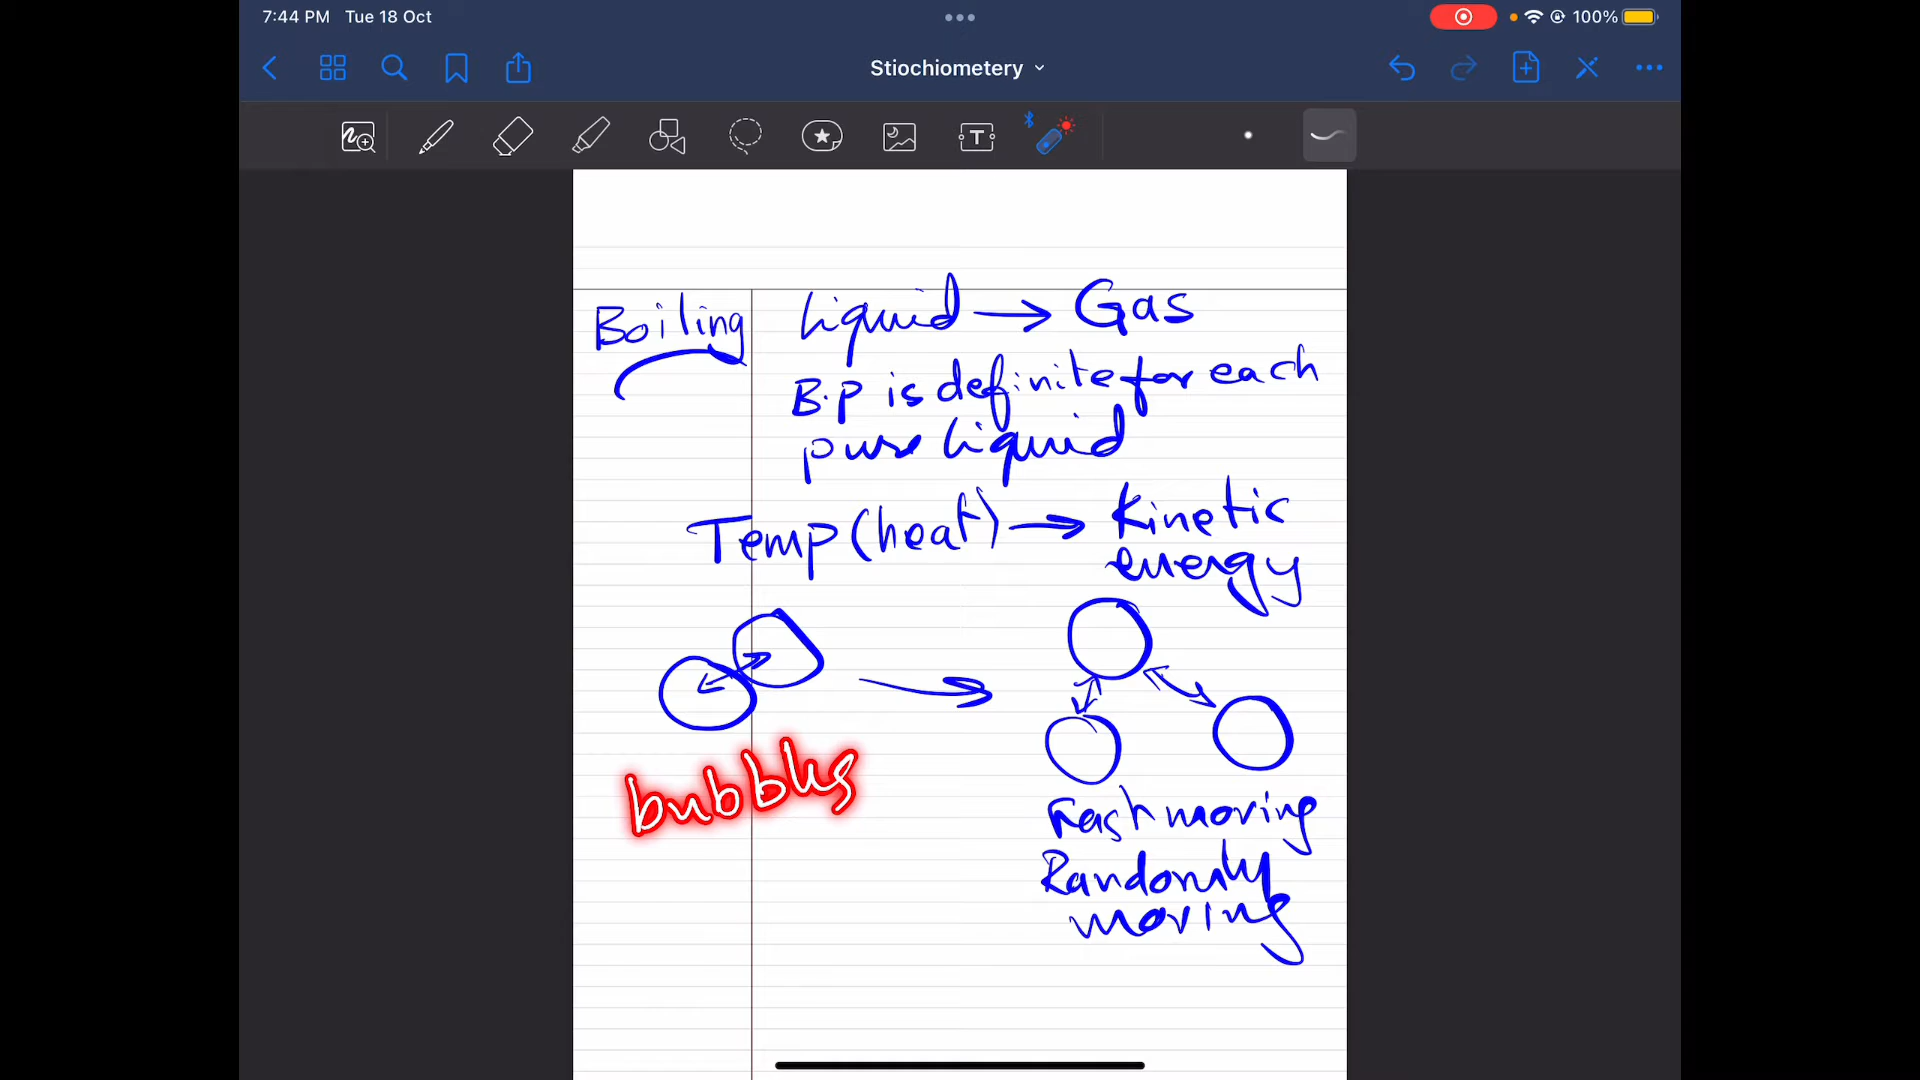 7:44 PM Tue 18 Oct
100%
Stiochiometery
T
Boiling
Liquid → Gas
B.P is definite for each
pure liquid
Temp (heat) → Kinetic
energy
bubbles
moving
Randomly
moving